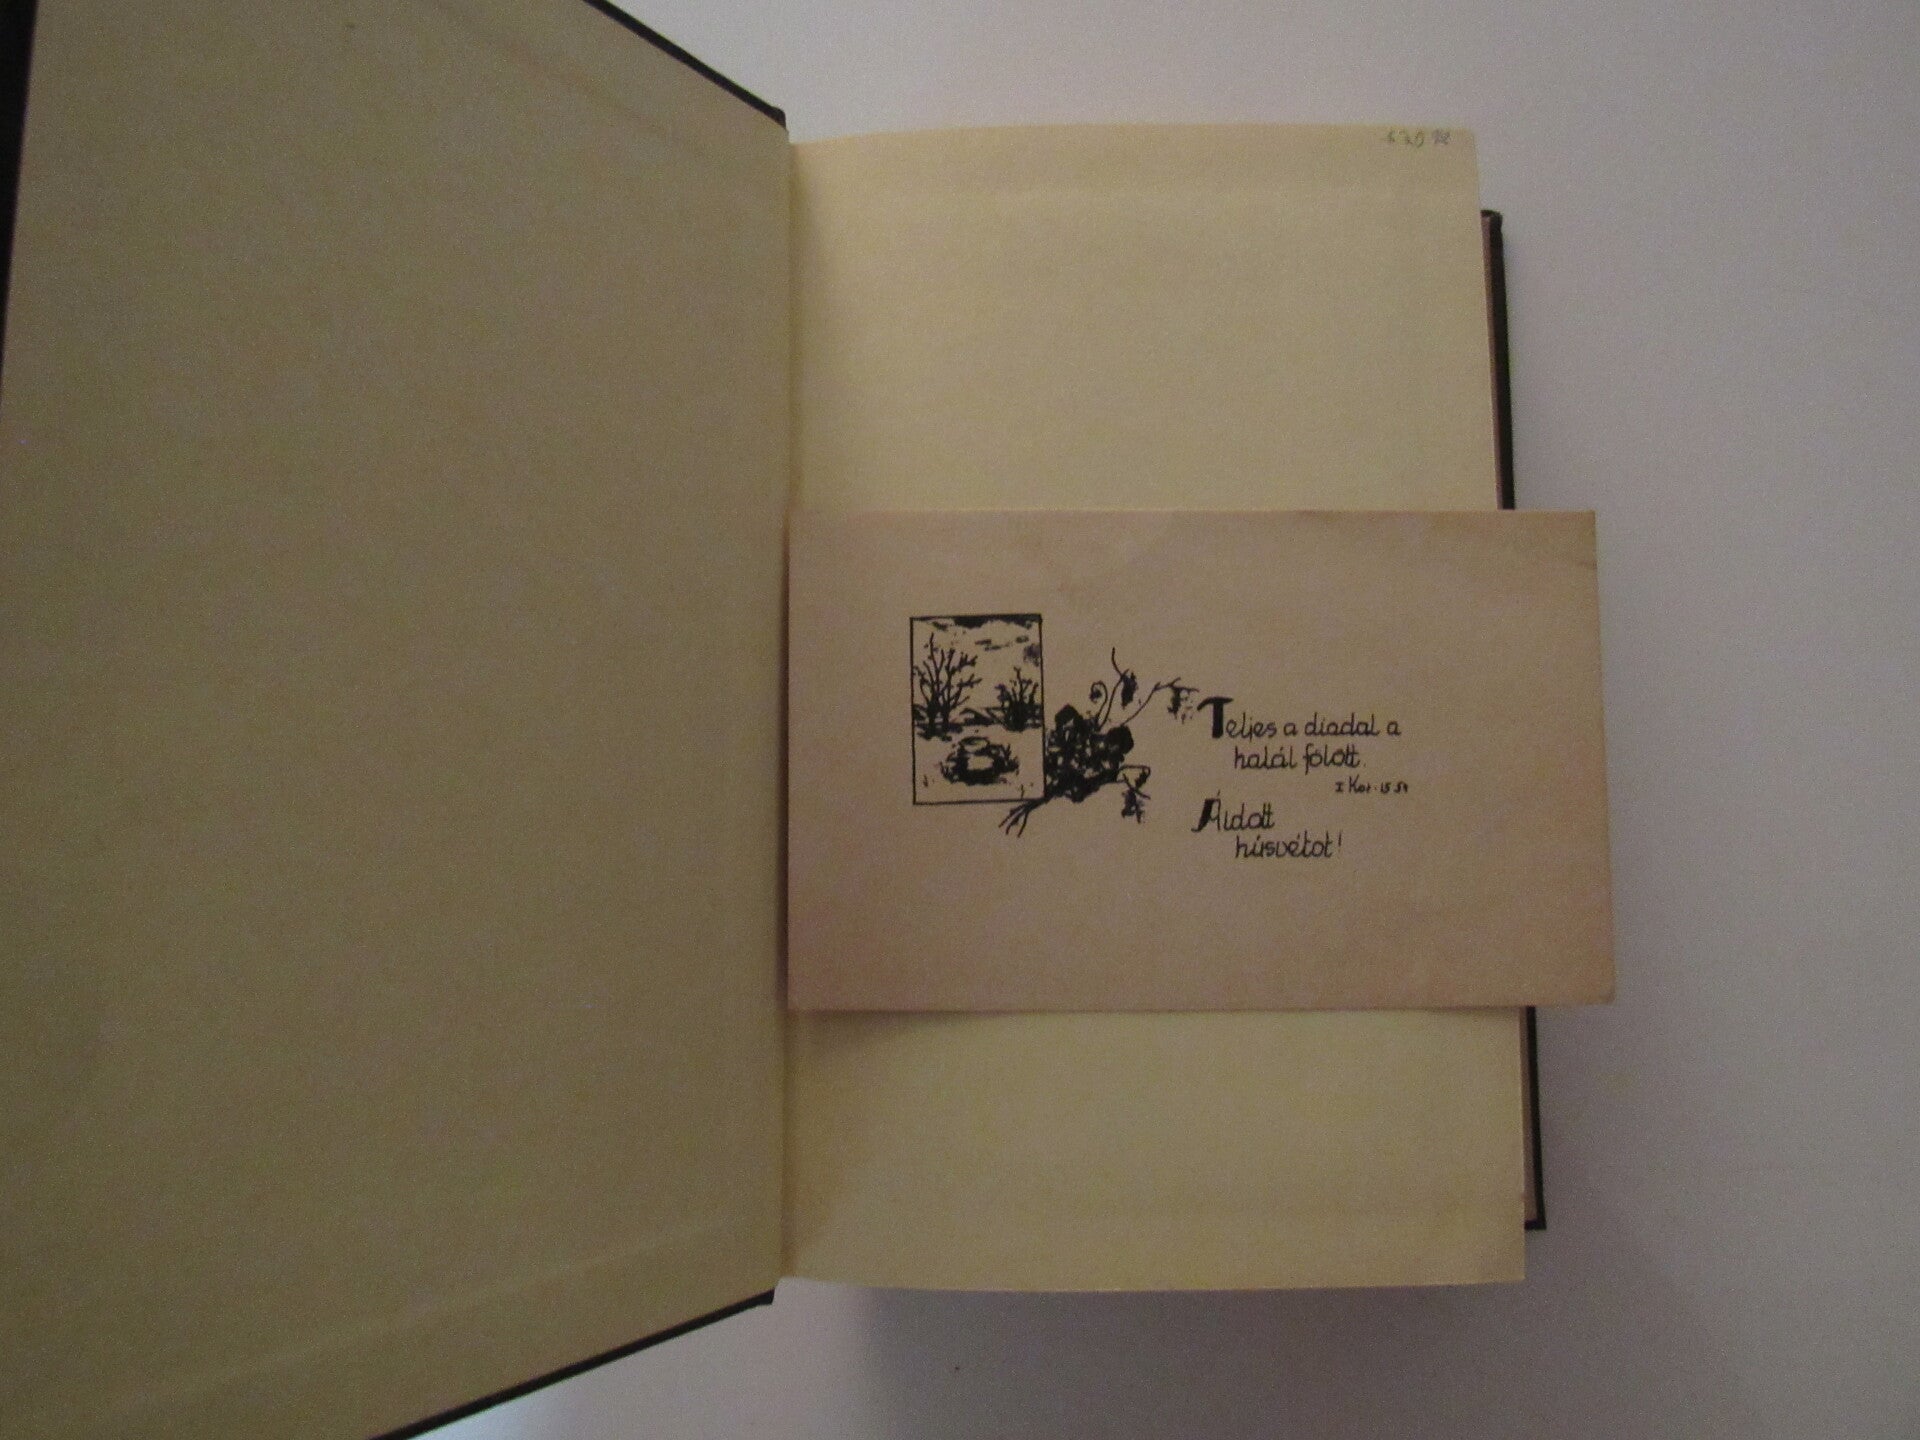 Teljes a diadal a
halál fölött.
I Kor. 15 54
Áldott
húsvétot!